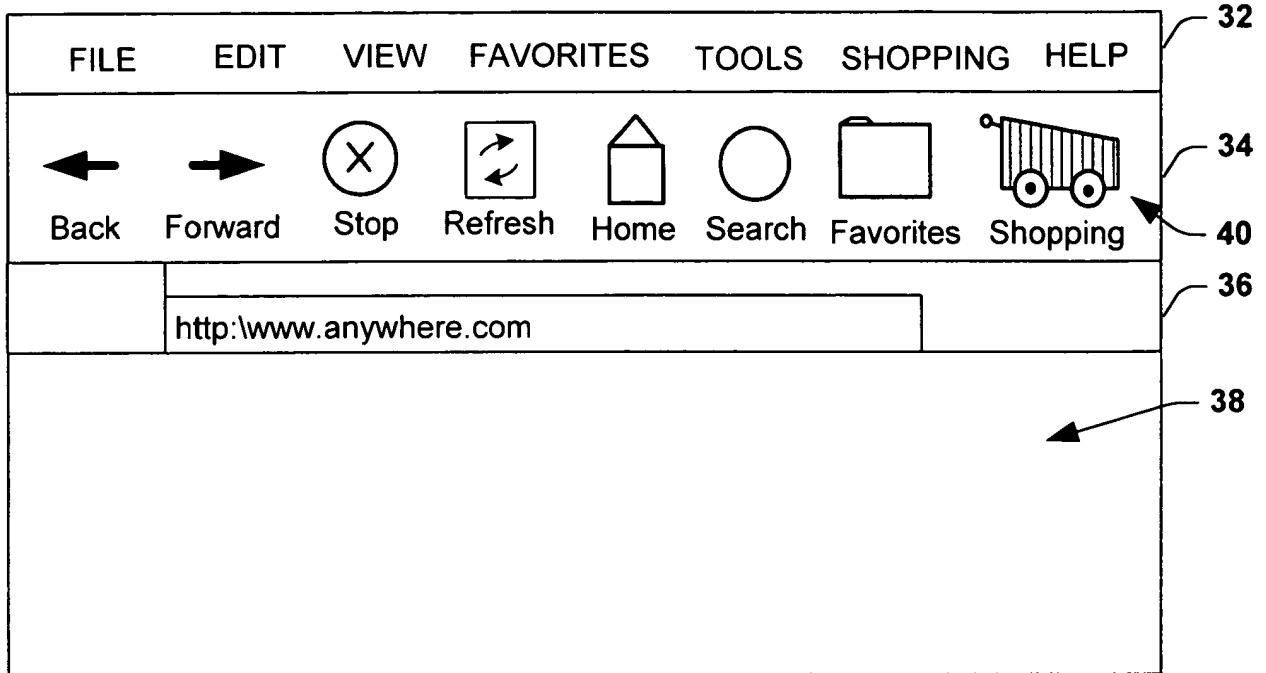 32
FILE EDIT VIEW FAVORITES TOOLS SHOPPING HELP
34
Back Forward Stop Refresh Home Search Favorites Shopping
40
36
http:\www.anywhere.com
38